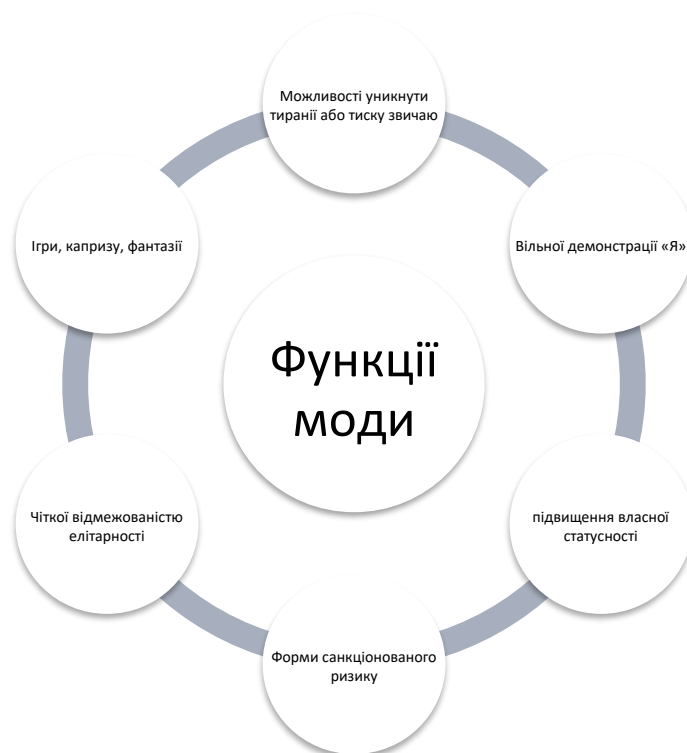 Можливості уникнути
тиранії або тиску звичаю
Ігри, капризу, фантазії
Вільної демонстрації «Я»
Функції
моди
Чіткої відмежованістю
елітарності
підвищення власної
статусності
Форми санкціонованого
ризику